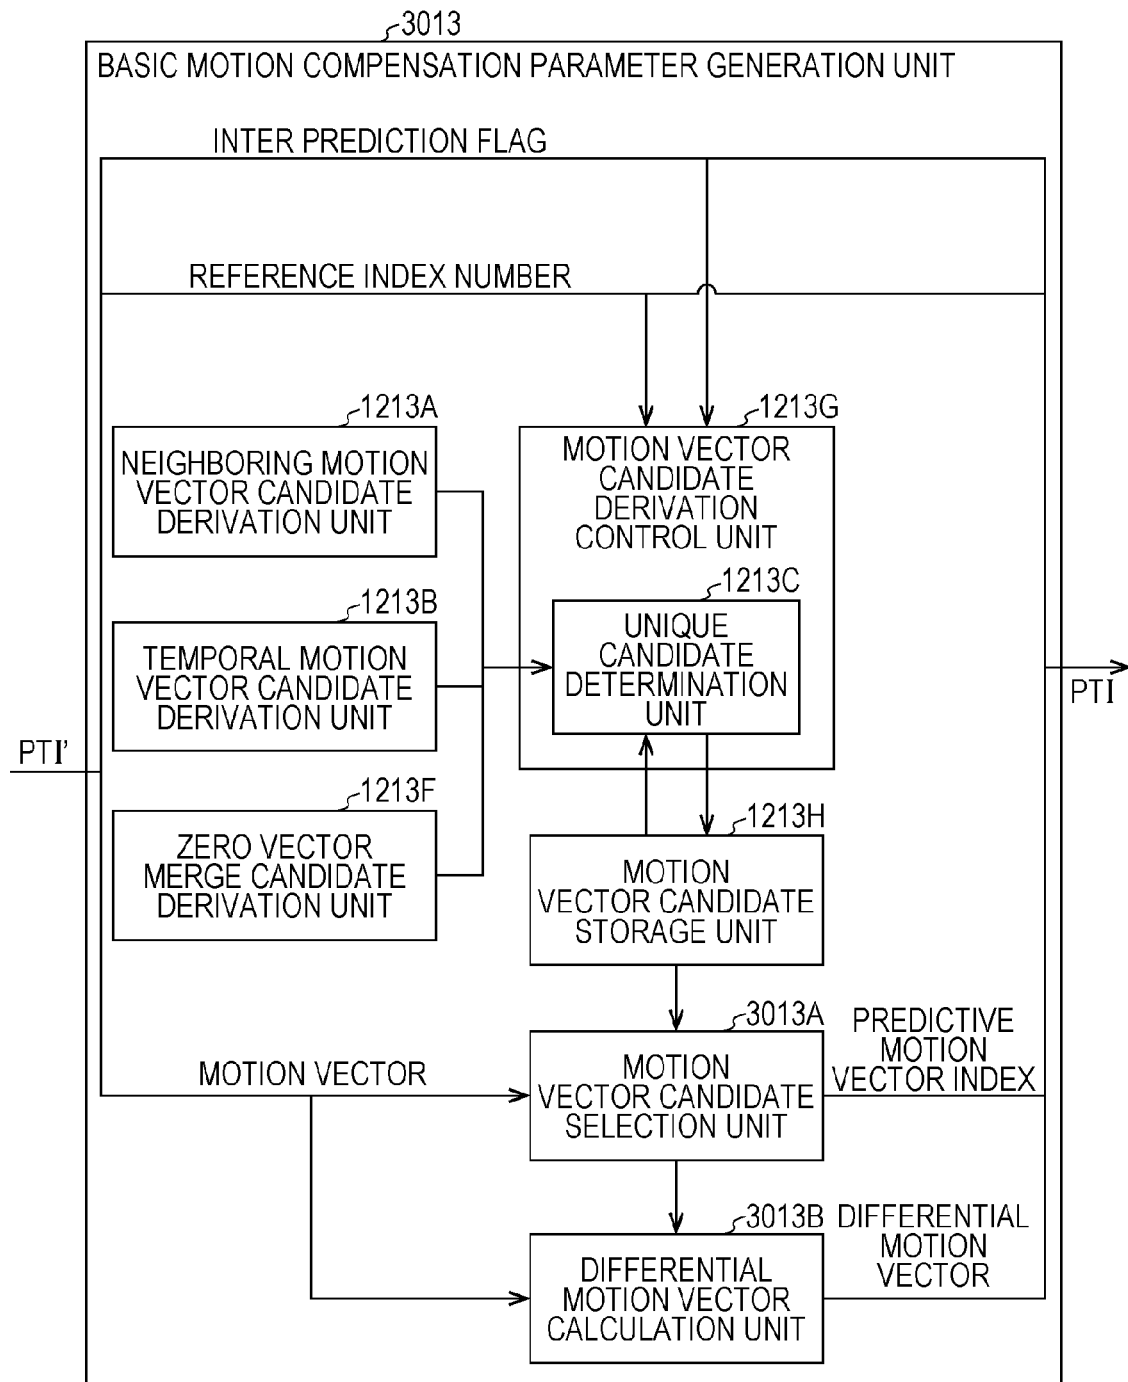 3013
BASIC MOTION COMPENSATION PARAMETER GENERATION UNIT
INTER PREDICTION FLAG
REFERENCE INDEX NUMBER
1213A
NEIGHBORING MOTION
VECTOR CANDIDATE
DERIVATION UNIT
1213G
MOTION VECTOR
CANDIDATE
DERIVATION
CONTROL UNIT
1213B
TEMPORAL MOTION
VECTOR CANDIDATE
DERIVATION UNIT
1213C
UNIQUE
CANDIDATE
DETERMINATION
UNIT
PTI
PTI'
1213F
ZERO VECTOR
MERGE CANDIDATE
DERIVATION UNIT
1213H
MOTION
VECTOR CANDIDATE
STORAGE UNIT
MOTION VECTOR
3013A
MOTION
VECTOR CANDIDATE
SELECTION UNIT
PREDICTIVE
MOTION
VECTOR INDEX
3013B
DIFFERENTIAL
MOTION VECTOR
CALCULATION UNIT
DIFFERENTIAL
MOTION
VECTOR